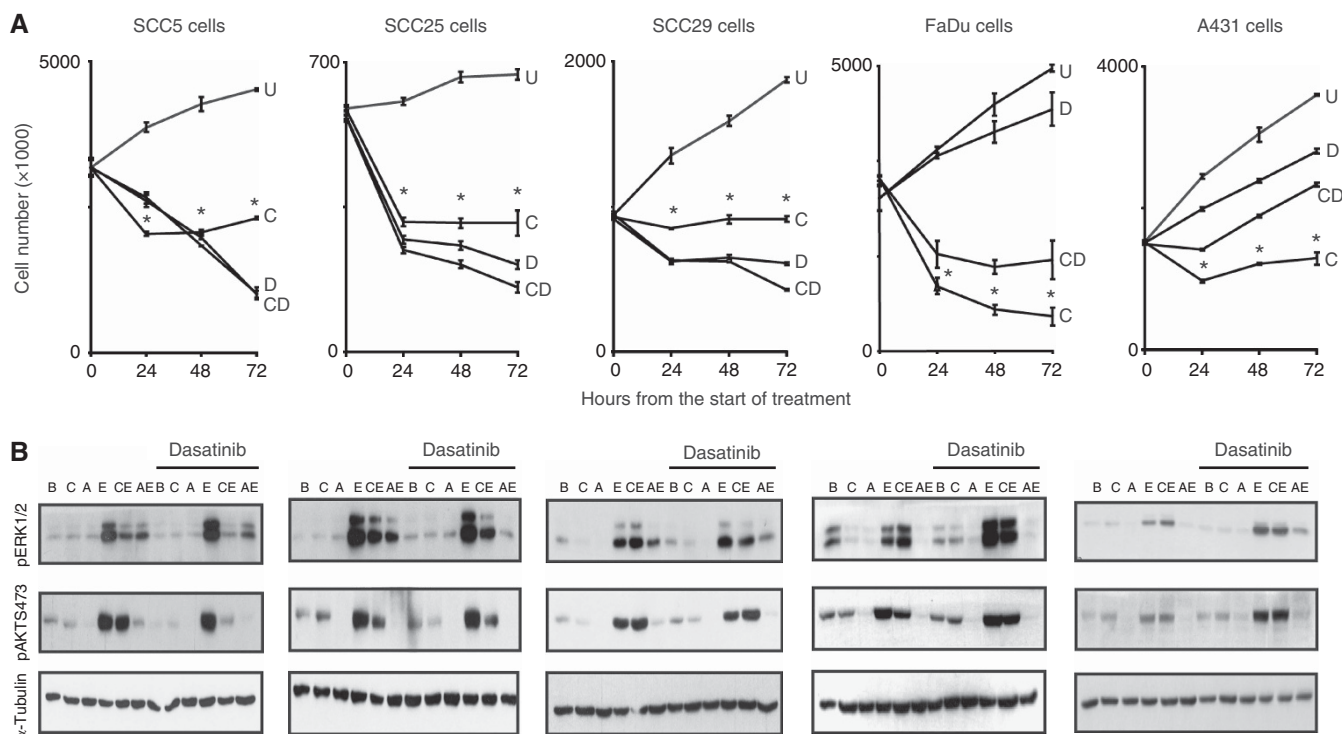 A
SCC5 cells
SCC25 cells
SCC29 cells
FaDu cells
A431 cells
Cell number (×1000)
5000
0
0 24 48 72
U
*
*
*
C
D
CD
700
0
0 24 48 72
U
*
*
*
C
D
CD
2000
0
0 24 48 72
U
*
*
*
C
D
CD
5000
0
0 24 48 72
U
D
CD
*
*
*
C
4000
0
0 24 48 72
U
D
CD
*
*
*
C
Hours from the start of treatment
B
Dasatinib
Dasatinib
Dasatinib
Dasatinib
Dasatinib
B C A E CE AE B C A E CE AE
B C A E CE AE B C A E CE AE
B C A E CE AE B C A E CE AE
B C A E CE AE B C A E CE AE
B C A E CE AE B C A E CE AE
pERK1/2
pAKTS473
α-Tubulin